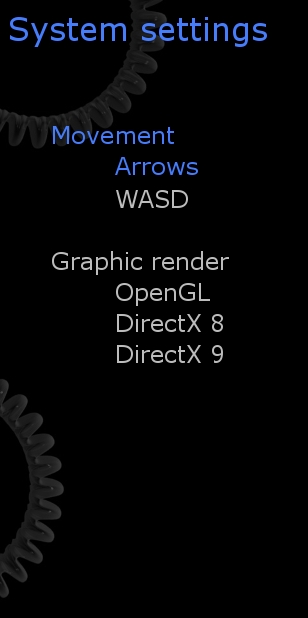 System settings
Movement
Arrows
WASD
Graphic render
OpenGL
DirectX 8
DirectX 9